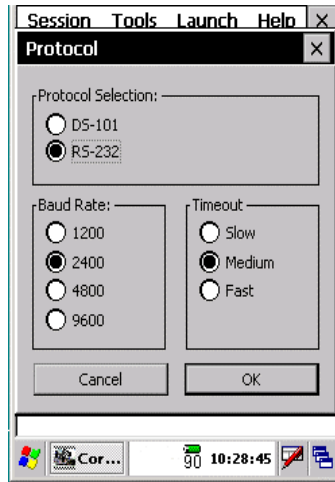 Session Tools Launch Help X
Protocol X
Protocol Selection:
DS-101
RS-232
Baud Rate:
1200
2400
4800
9600
Timeout
Slow
Medium
Fast
Cancel OK
Cor... 90 10:28:45